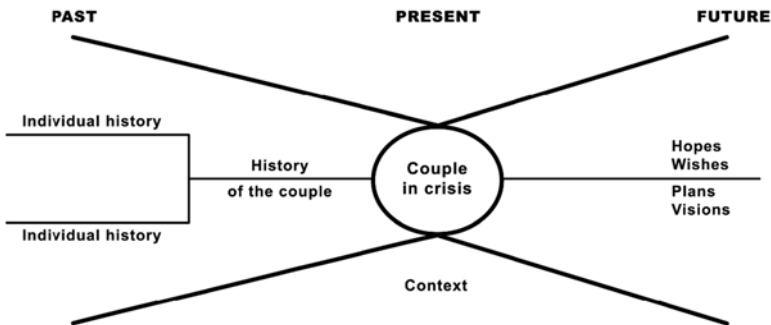 PAST
PRESENT
FUTURE
Individual history
History
of the couple
Individual history
Couple
in crisis
Hopes
Wishes
Plans
Visions
Context